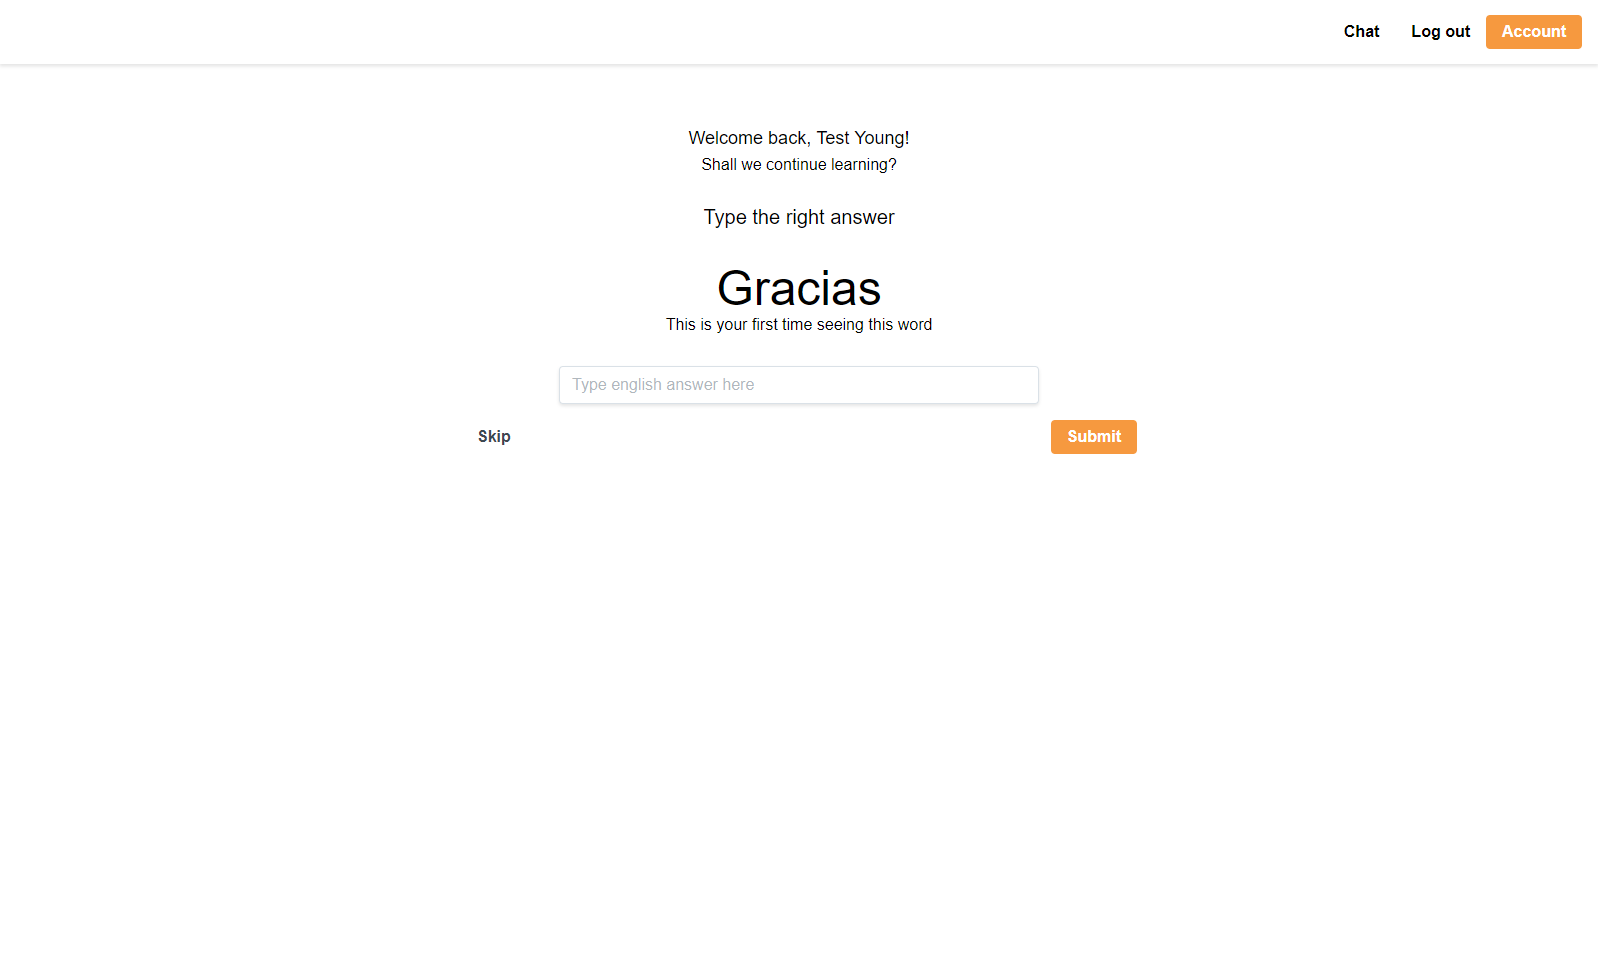 Chat Log out Account
Welcome back, Test Young!
Shall we continue learning?
Type the right answer
Gracias
This is your first time seeing this word
Type english answer here
Skip Submit